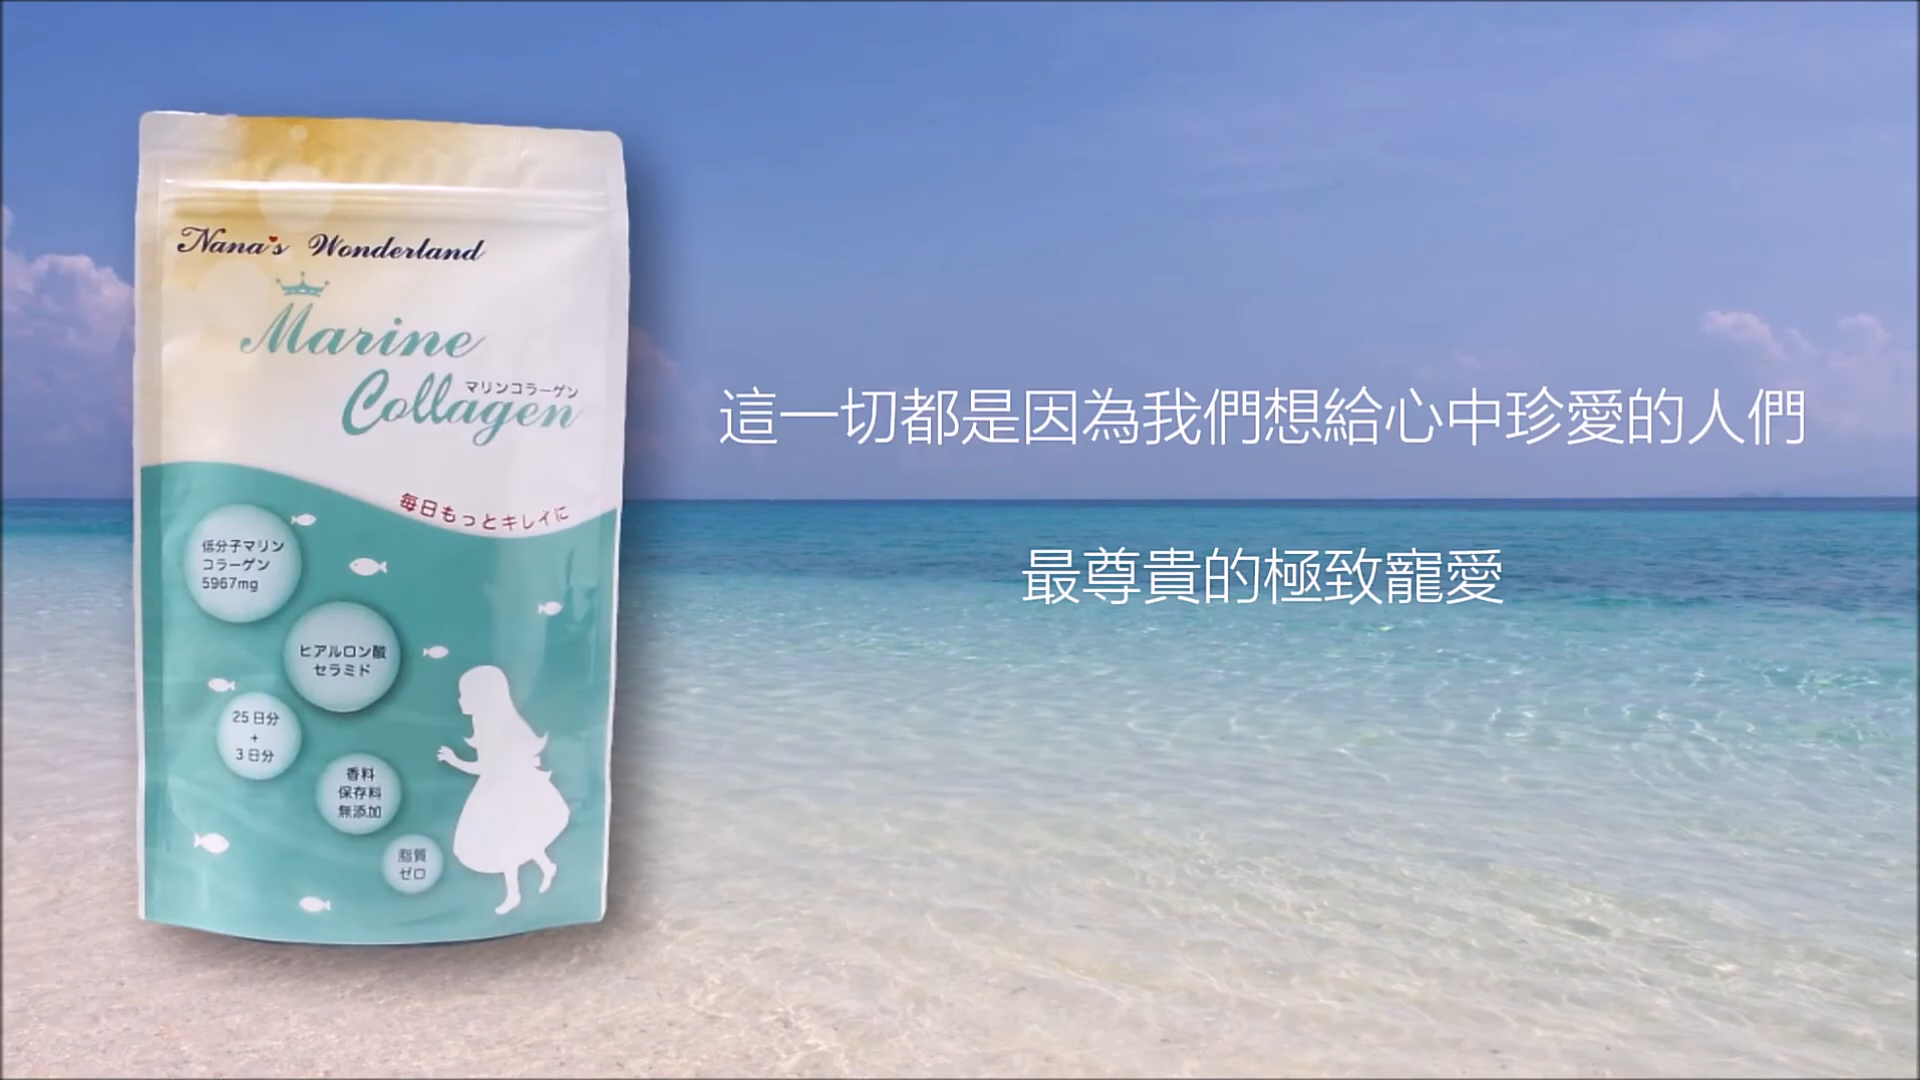 Nana's Wonderland
Marine
マリンコラーゲン
Collagen
毎日もっとキレイに
低分子マリン
コラーゲン
5967mg
ヒアルロン酸
セラミド
25日分
+
3日分
香料
保存料
無添加
脂質
ゼロ
這一切都是因為我們想給心中珍愛的人們
最尊貴的極致寵愛